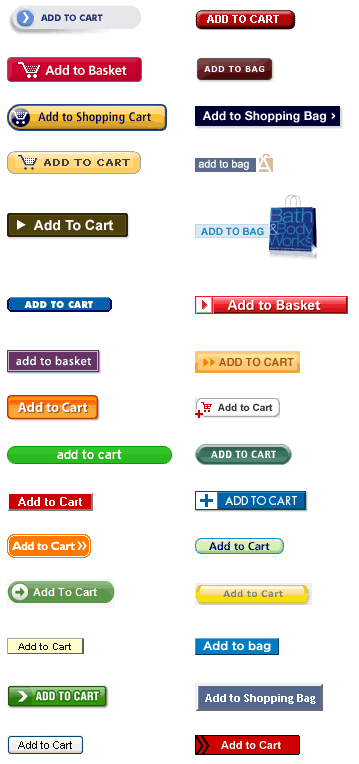 ADD TO CART
ADD TO CART
Add to Basket
ADD TO BAG
Add to Shopping Cart
Add to Shopping Bag ›
ADD TO CART
add to bag A
Add To Cart
ADD TO BAG
Bath
&Body
Works
ADD TO CART
Add to Basket
add to basket
ADD TO CART
Add to Cart
Add to Cart
add to cart
ADD TO CART
Add to Cart
ADD TO CART
Add to Cart
Add to Cart
Add To Cart
Add to Cart
Add to Cart
Add to bag
ADD TO CART
Add to Shopping Bag
Add to Cart
Add to Cart